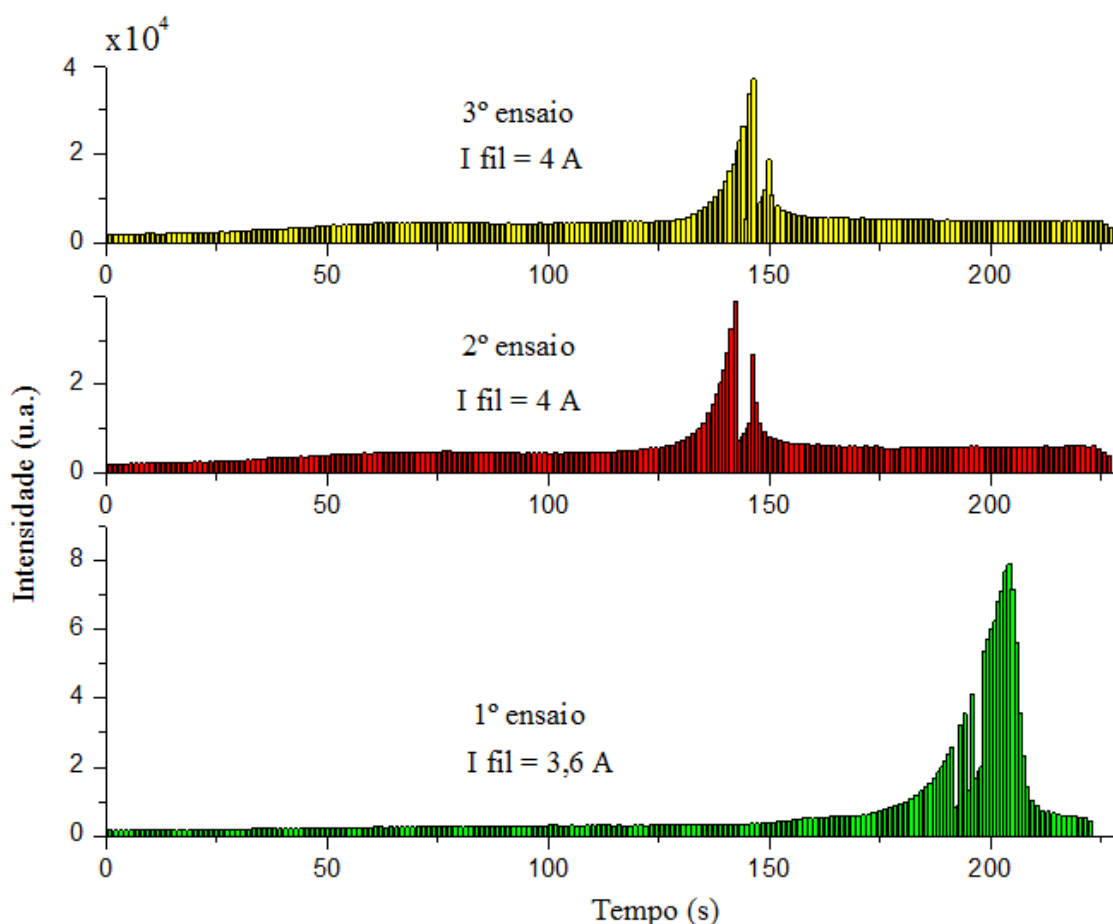 x10⁴
4
2
0
3º ensaio
I fil = 4 A
0 50 100 150 200
2
0
2º ensaio
I fil = 4 A
0 50 100 150 200
Intensidade (u.a.)
8
6
4
2
0
1º ensaio
I fil = 3,6 A
0 50 100 150 200
Tempo (s)